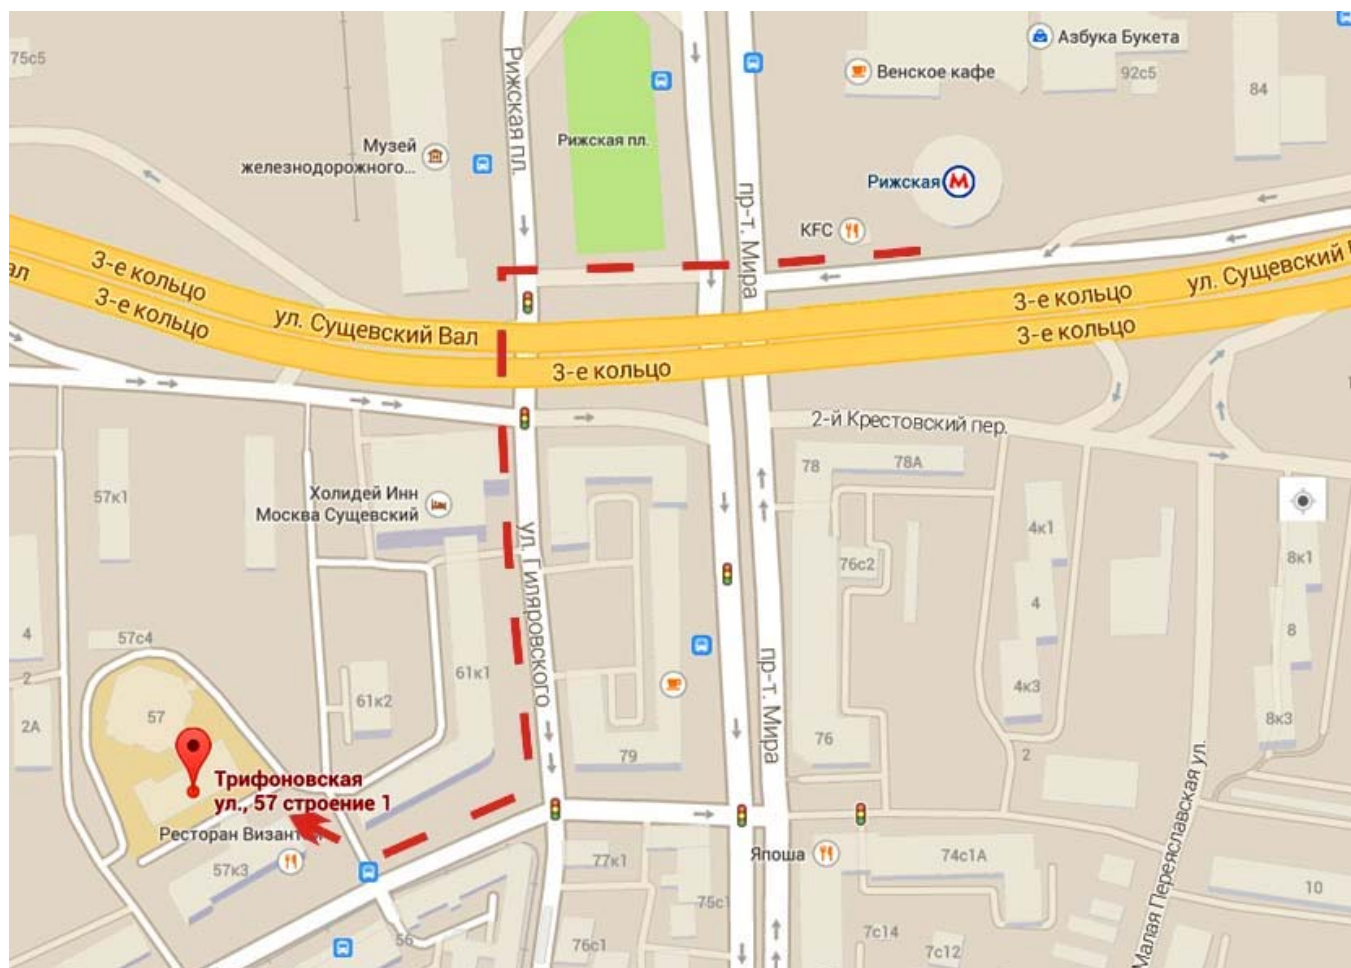 Азбука Букета
75с5
Рижская пл.
Венское кафе
92с5
84
Музей
железнодорожного...
Рижская пл.
Рижская
М
пр-т. Мира
KFC
3-е кольцо
3-е кольцо
ул. Сущевский Вал
3-е кольцо
3-е кольцо
3-е кольцо
ул. Сущевский
2-й Крестовский пер.
78
78А
57к1
Холидей Инн
Москва Сущевский
ул. Гиляровского
4к1
76с2
8к1
4
4
8
57с4
2
61к1
61к2
4к3
2А
57
пр-т. Мира
76
8к3
79
2
Трифоновская
ул., 57 строение 1
Ресторан Визант
57к3
77к1
Япоша
74с1А
Малая Переяславская ул.
10
75с1
56
76с1
7с14
7с12